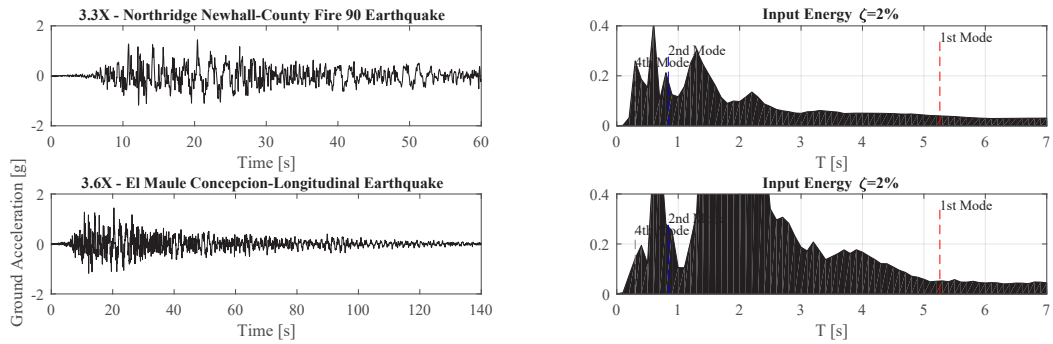 3.3X - Northridge Newhall-County Fire 90 Earthquake
2
0
-2
0 10 20 30 40 50 60
Time [s]
Input Energy ζ=2%
0.4
0.2
0
0 1 2 3 4 5 6 7
T [s]
1st Mode
2nd Mode
4th Mode
Ground Acceleration [g]
3.6X - El Maule Concepcion-Longitudinal Earthquake
2
0
-2
0 20 40 60 80 100 120 140
Time [s]
Input Energy ζ=2%
0.4
0.2
0
0 1 2 3 4 5 6 7
T [s]
1st Mode
2nd Mode
4th Mode